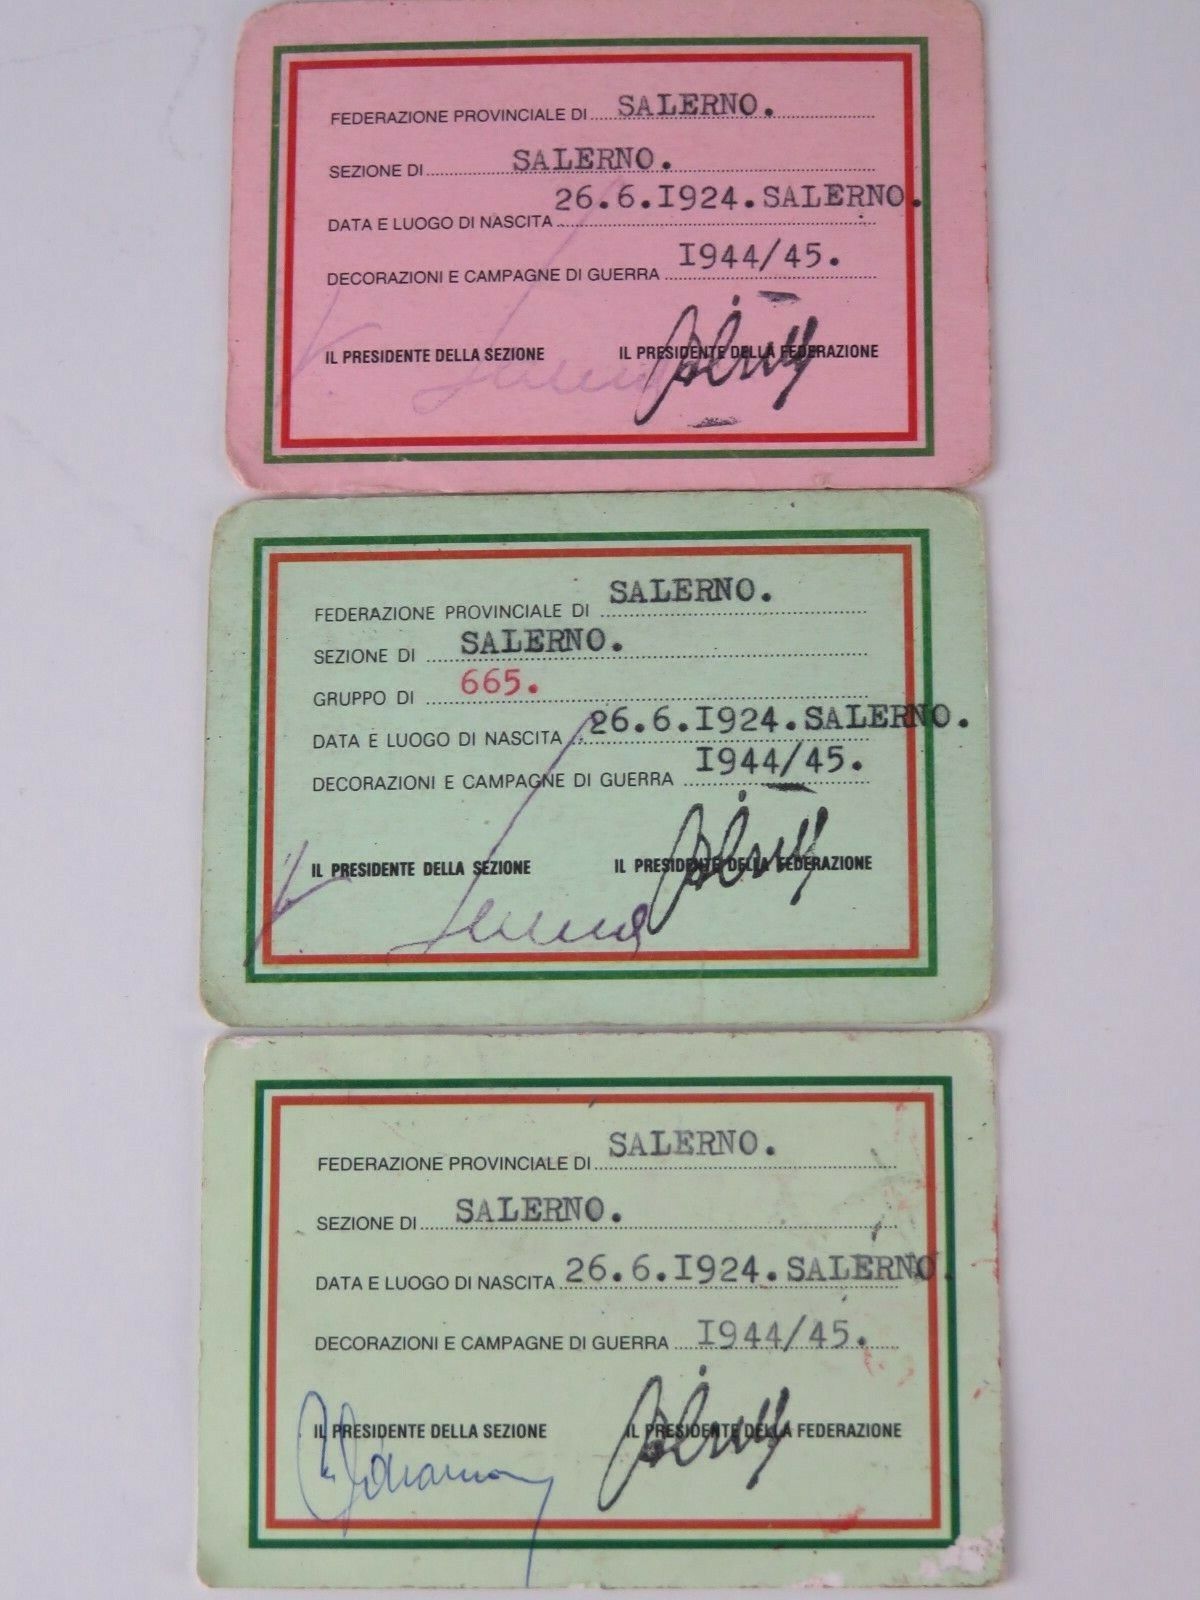 FEDERAZIONE PROVINCIALE DI SALERNO.
SEZIONE DI SALERNO.
DATA E LUOGO DI NASCITA 26.6.I924.SALERNO.
DECORAZIONI E CAMPAGNE DI GUERRA I944/45.
IL PRESIDENTE DELLA SEZIONE IL PRESIDENTE DELLA FEDERAZIONE
FEDERAZIONE PROVINCIALE DI SALERNO.
SEZIONE DI SALERNO.
GRUPPO DI 665.
DATA E LUOGO DI NASCITA 26.6.I924.SALERNO.
DECORAZIONI E CAMPAGNE DI GUERRA I944/45.
IL PRESIDENTE DELLA SEZIONE IL PRESIDENTE DELLA FEDERAZIONE
FEDERAZIONE PROVINCIALE DI SALERNO.
SEZIONE DI SALERNO.
DATA E LUOGO DI NASCITA 26.6.I924.SALERNO.
DECORAZIONI E CAMPAGNE DI GUERRA I944/45.
IL PRESIDENTE DELLA SEZIONE IL PRESIDENTE DELLA FEDERAZIONE